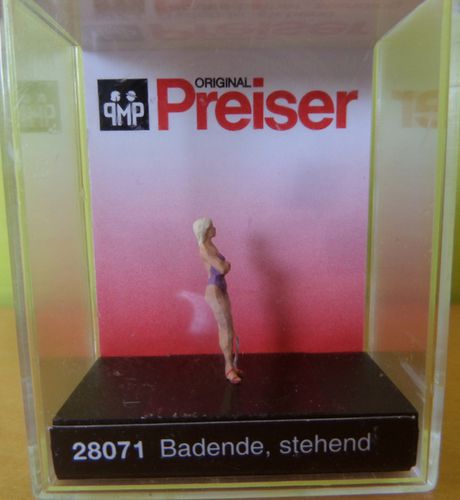 ORIGINAL
PMP Preiser
28071 Badende, stehend